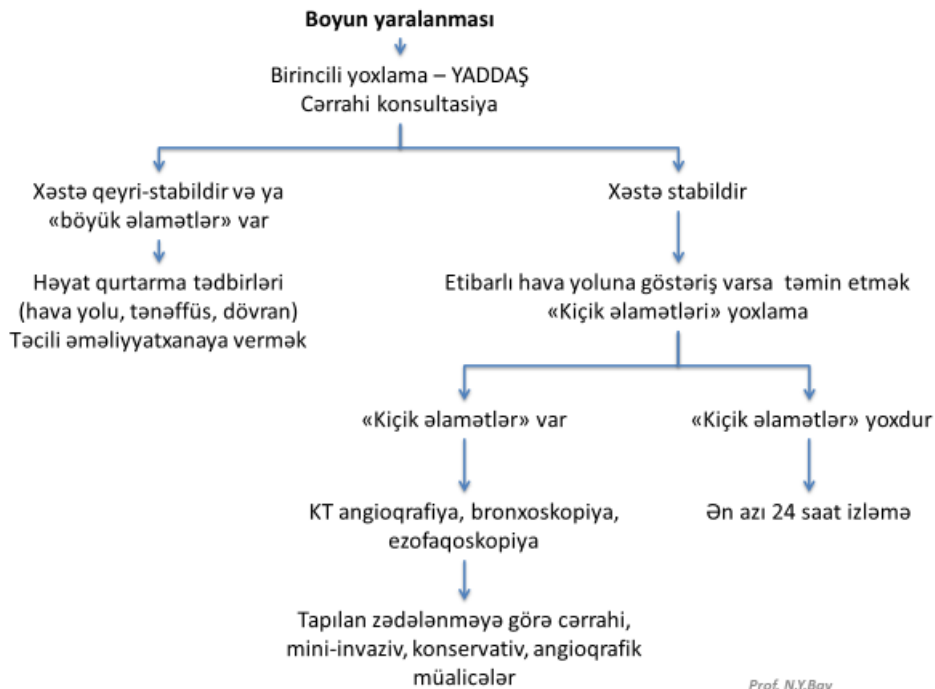 Boyun yaralanması
Birincili yoxlama – YADDAŞ
Cərrahi konsultasiya
Xəstə qeyri-stabildir və ya
«böyük əlamətlər» var
Xəstə stabildir
Həyat qurtarma tədbirləri
(hava yolu, tənəffüs, dövran)
Təcili əməliyyatxanaya vermək
Etibarlı hava yoluna göstəriş varsa təmin etmək
«Kiçik əlamətləri» yoxlama
«Kiçik əlamətlər» var
«Kiçik əlamətlər» yoxdur
KT angioqrafiya, bronxoskopiya,
ezofaqoskopiya
Ən azı 24 saat izləmə
Tapılan zədələnməyə görə cərrahi,
mini-invaziv, konservativ, angioqrafik
müalicələr
Prof. N.Y.Bay